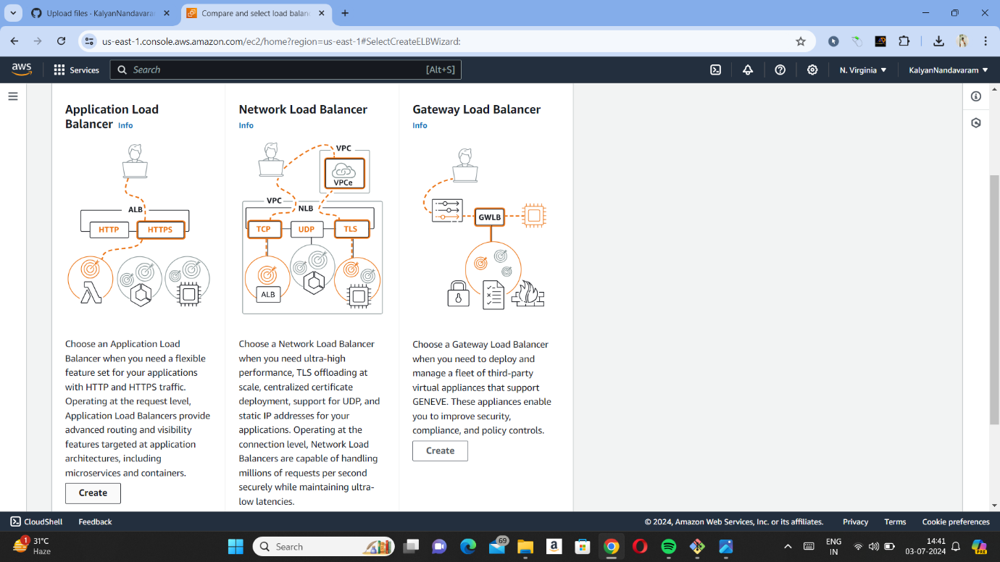 Upload files · KalyanNandavara
Compare and select load balanc
us-east-1.console.aws.amazon.com/ec2/home?region=us-east-1#SelectCreateELBWizard:
aws
Services
Search
[Alt+S]
N. Virginia
KalyanNandavaram
Application Load
Balancer Info
ALB
HTTP
HTTPS
Choose an Application Load
Balancer when you need a flexible
feature set for your applications
with HTTP and HTTPS traffic.
Operating at the request level,
Application Load Balancers provide
advanced routing and visibility
features targeted at application
architectures, including
microservices and containers.
Create
Network Load Balancer
Info
VPC
VPCe
VPC
NLB
TCP
UDP
TLS
ALB
Choose a Network Load Balancer
when you need ultra-high
performance, TLS offloading at
scale, centralized certificate
deployment, support for UDP, and
static IP addresses for your
applications. Operating at the
connection level, Network Load
Balancers are capable of handling
millions of requests per second
securely while maintaining ultra-
low latencies.
Gateway Load Balancer
Info
GWLB
Choose a Gateway Load Balancer
when you need to deploy and
manage a fleet of third-party
virtual appliances that support
GENEVE. These appliances enable
you to improve security,
compliance, and policy controls.
Create
CloudShell
Feedback
© 2024, Amazon Web Services, Inc. or its affiliates.
Privacy
Terms
Cookie preferences
1
31°C
Haze
Search
69
a
ENG
IN
14:41
03-07-2024
PRE